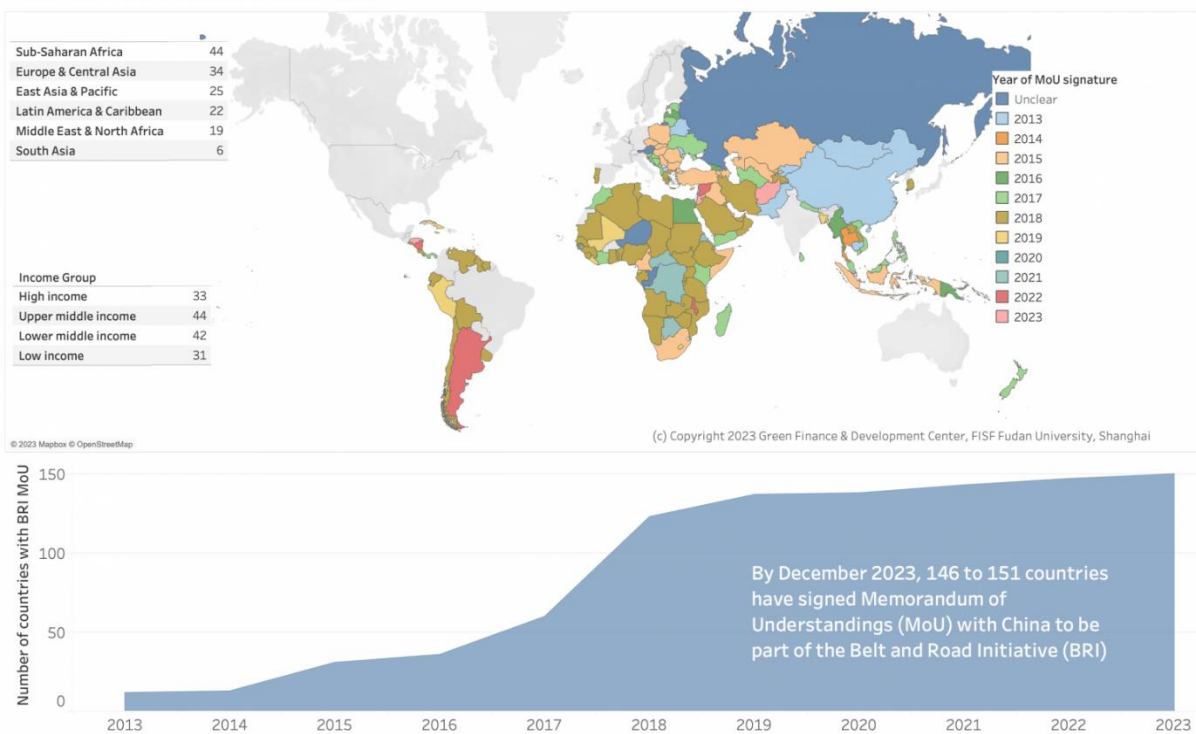 Sub-Saharan Africa 44
Europe & Central Asia 34
East Asia & Pacific 25
Latin America & Caribbean 22
Middle East & North Africa 19
South Asia 6
Income Group
High income 33
Upper middle income 44
Lower middle income 42
Low income 31
Year of MoU signature
Unclear
2013
2014
2015
2016
2017
2018
2019
2020
2021
2022
2023
© 2023 Mapbox © OpenStreetMap
(c) Copyright 2023 Green Finance & Development Center, FISF Fudan University, Shanghai
Number of countries with BRI MoU
150
100
50
0
By December 2023, 146 to 151 countries
have signed Memorandum of
Understandings (MoU) with China to be
part of the Belt and Road Initiative (BRI)
2013 2014 2015 2016 2017 2018 2019 2020 2021 2022 2023